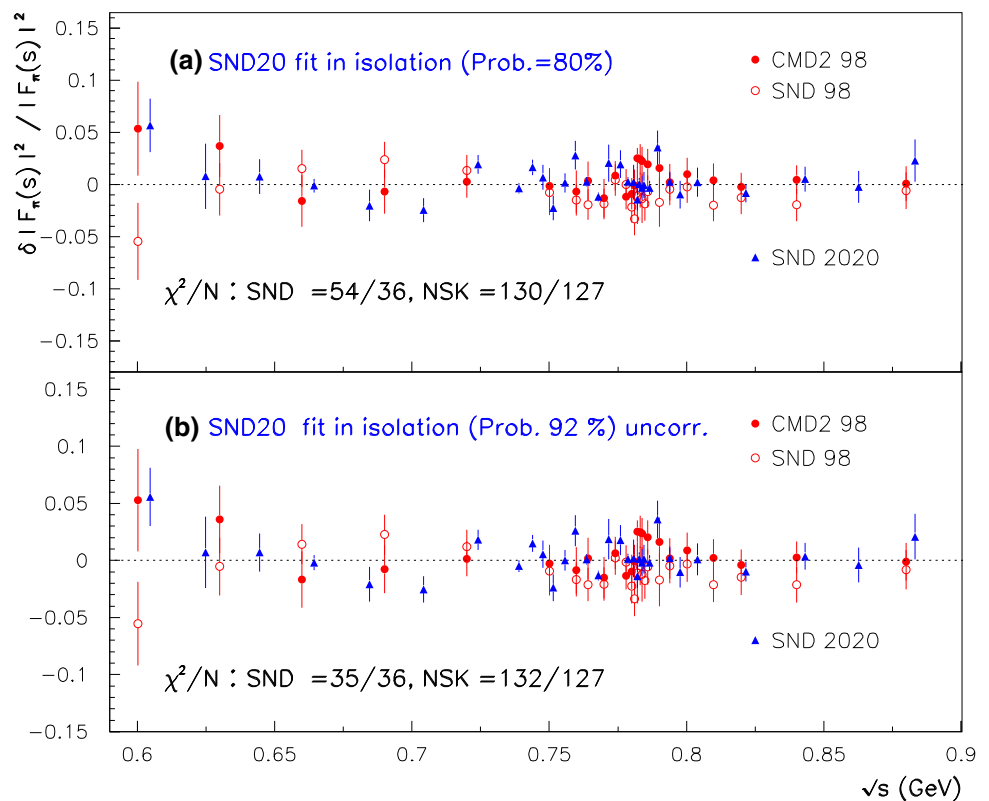 δ |Fπ(s)|² / |Fπ(s)|²
0.15
0.1
0.05
0
−0.05
−0.1
−0.15
(a) SND20 fit in isolation (Prob.=80%)
CMD2 98
SND 98
SND 2020
χ²/N : SND =54/36, NSK =130/127
0.15
0.1
0.05
0
−0.05
−0.1
−0.15
(b) SND20 fit in isolation (Prob. 92 %) uncorr.
CMD2 98
SND 98
SND 2020
χ²/N : SND =35/36, NSK =132/127
0.6 0.65 0.7 0.75 0.8 0.85 0.9
√s (GeV)